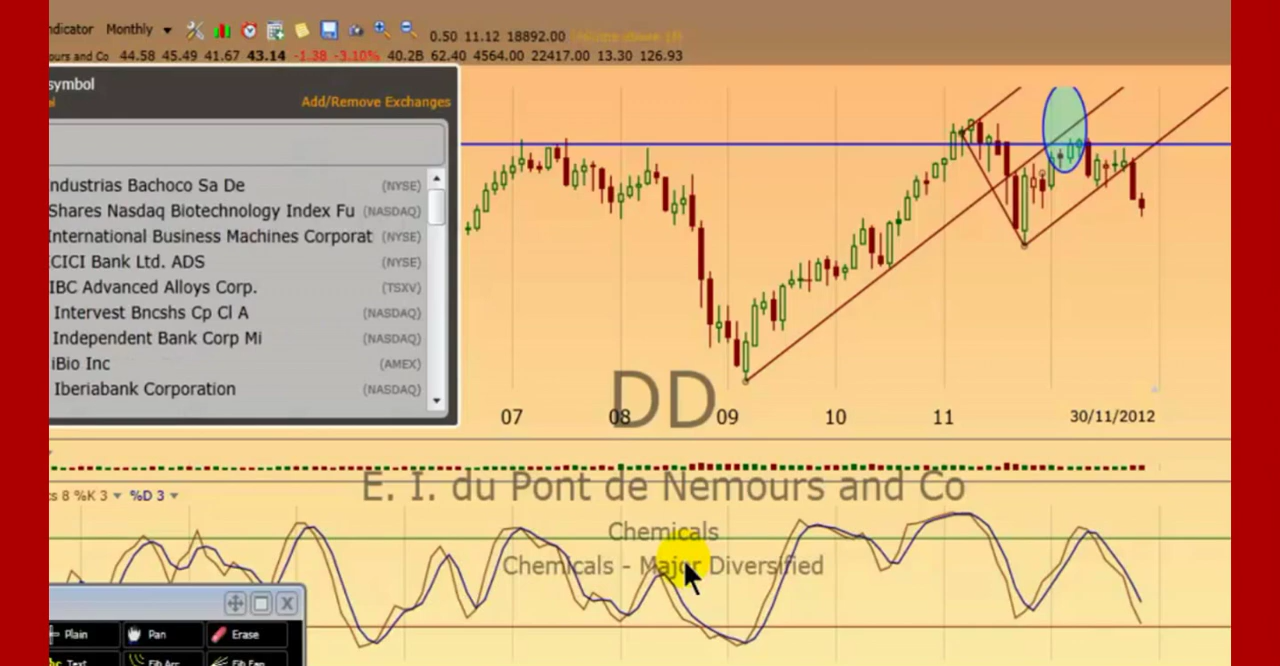 ndicator Monthly 0.50 11.12 18892.00
ours and Co 44.58 45.49 41.67 43.14 -1.38 -3.10% 40.2B 62.40 4564.00 22417.00 13.30 126.93
symbol
Add/Remove Exchanges
ndustrias Bachoco Sa De (NYSE)
Shares Nasdaq Biotechnology Index Fu (NASDAQ)
International Business Machines Corporat (NYSE)
CICI Bank Ltd. ADS (NYSE)
IBC Advanced Alloys Corp. (TSXV)
Intervest Bncshs Cp Cl A (NASDAQ)
Independent Bank Corp Mi (NASDAQ)
iBio Inc (AMEX)
Iberiabank Corporation (NASDAQ)
07 08 09 10 11 30/11/2012
DD
E. I. du Pont de Nemours and Co
s 8 %K 3 %D 3
Chemicals
Chemicals - Major Diversified
Plain Pan Erase
Text Fib Arc Fib Fan